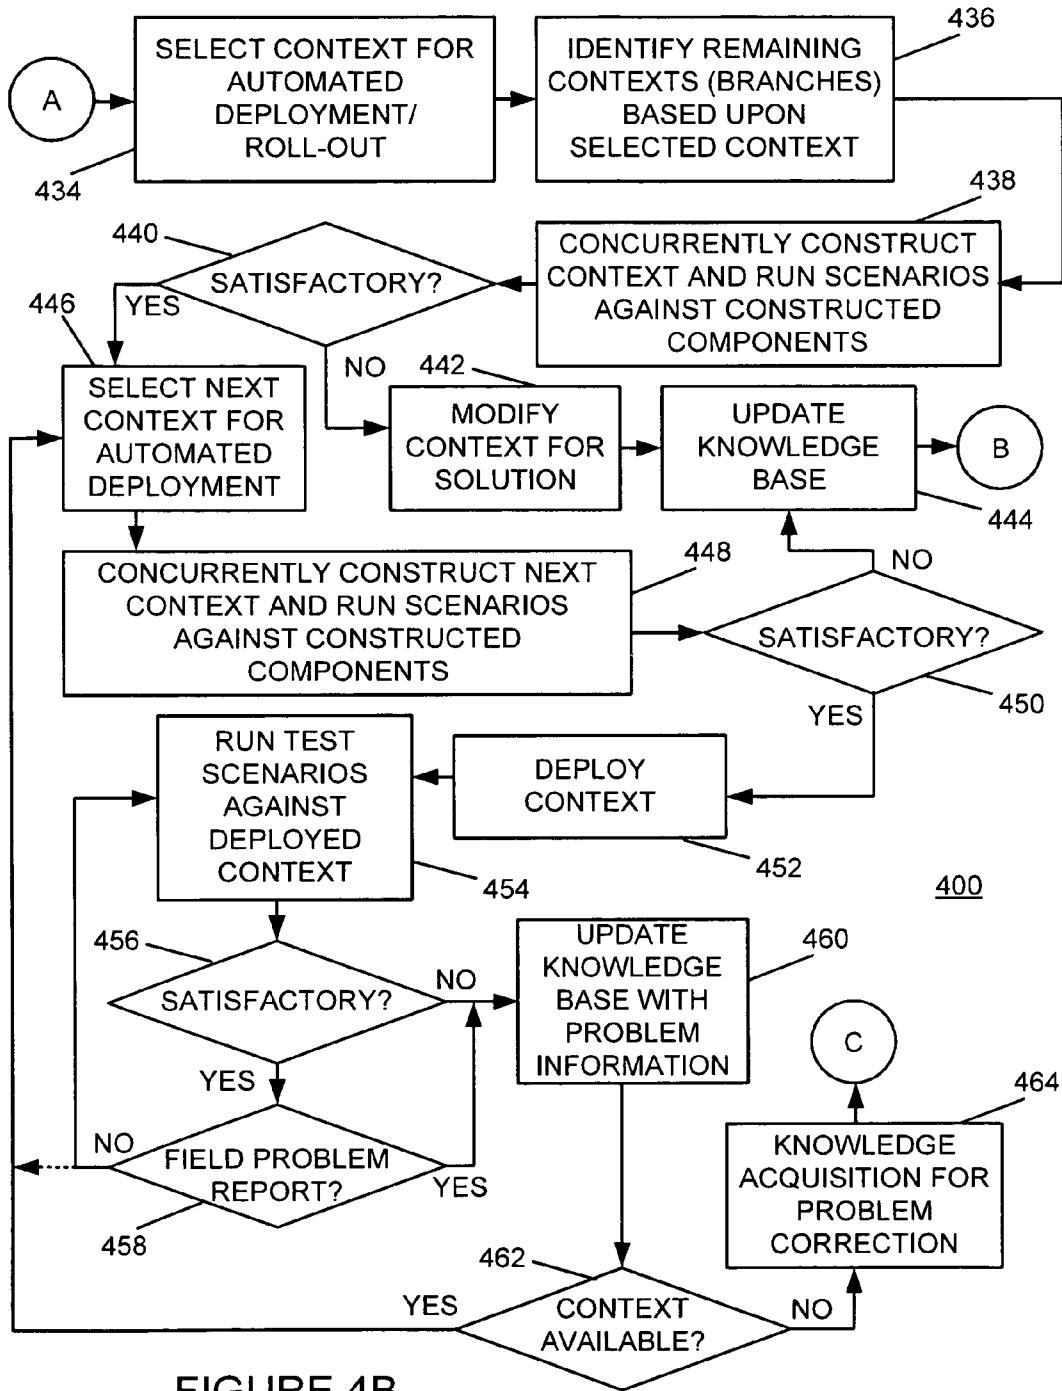 A
SELECT CONTEXT FOR
AUTOMATED
DEPLOYMENT/
ROLL-OUT
434
IDENTIFY REMAINING
CONTEXTS (BRANCHES)
BASED UPON
SELECTED CONTEXT
436
438
CONCURRENTLY CONSTRUCT
CONTEXT AND RUN SCENARIOS
AGAINST CONSTRUCTED
COMPONENTS
440
SATISFACTORY?
YES
NO
446
SELECT NEXT
CONTEXT FOR
AUTOMATED
DEPLOYMENT
442
MODIFY
CONTEXT FOR
SOLUTION
UPDATE
KNOWLEDGE
BASE
444
B
CONCURRENTLY CONSTRUCT NEXT
CONTEXT AND RUN SCENARIOS
AGAINST CONSTRUCTED
COMPONENTS
448
NO
SATISFACTORY?
450
YES
DEPLOY
CONTEXT
452
RUN TEST
SCENARIOS
AGAINST
DEPLOYED
CONTEXT
454
400
456
SATISFACTORY?
NO
YES
UPDATE
KNOWLEDGE
BASE WITH
PROBLEM
INFORMATION
460
NO
FIELD PROBLEM
REPORT?
YES
458
C
464
KNOWLEDGE
ACQUISITION FOR
PROBLEM
CORRECTION
462
YES
CONTEXT
AVAILABLE?
NO
FIGURE 4B